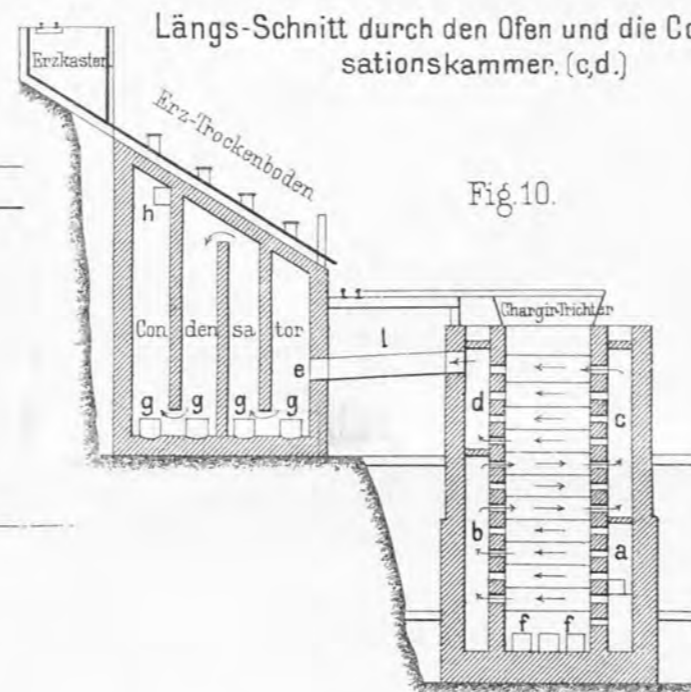 Längs-Schnitt durch den Ofen und die Co
sationskammer. (c,d.)
Erzkasten
Erz-Trockenboden
Fig. 10.
h
Chargir-Trichter
Con den sa tor
l
e
d
c
g g g g
b
a
f f